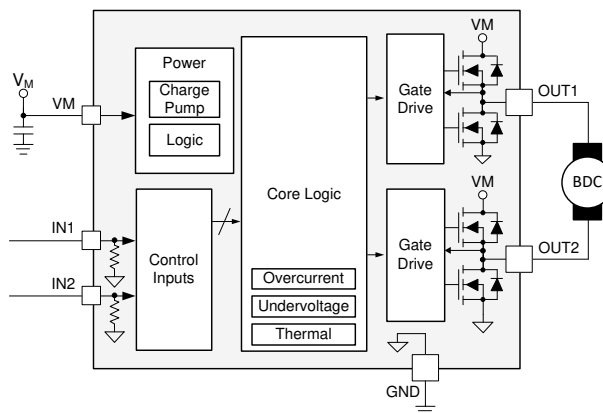 VM
VM
Power
Charge
Pump
Logic
IN1
IN2
Control
Inputs
Core Logic
Overcurrent
Undervoltage
Thermal
VM
Gate
Drive
OUT1
BDC
VM
Gate
Drive
OUT2
GND